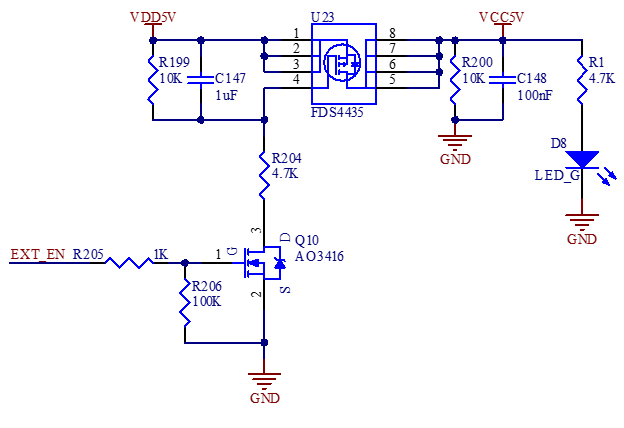 VDD5V
U23
VCC5V
1
2
3
4
8
7
6
5
R199
10K
C147
1uF
R200
10K
C148
100nF
R1
4.7K
FDS4435
GND
D8
LED_G
GND
R204
4.7K
3
D
Q10
AO3416
G
1
EXT_EN
R205
1K
R206
100K
2
S
GND